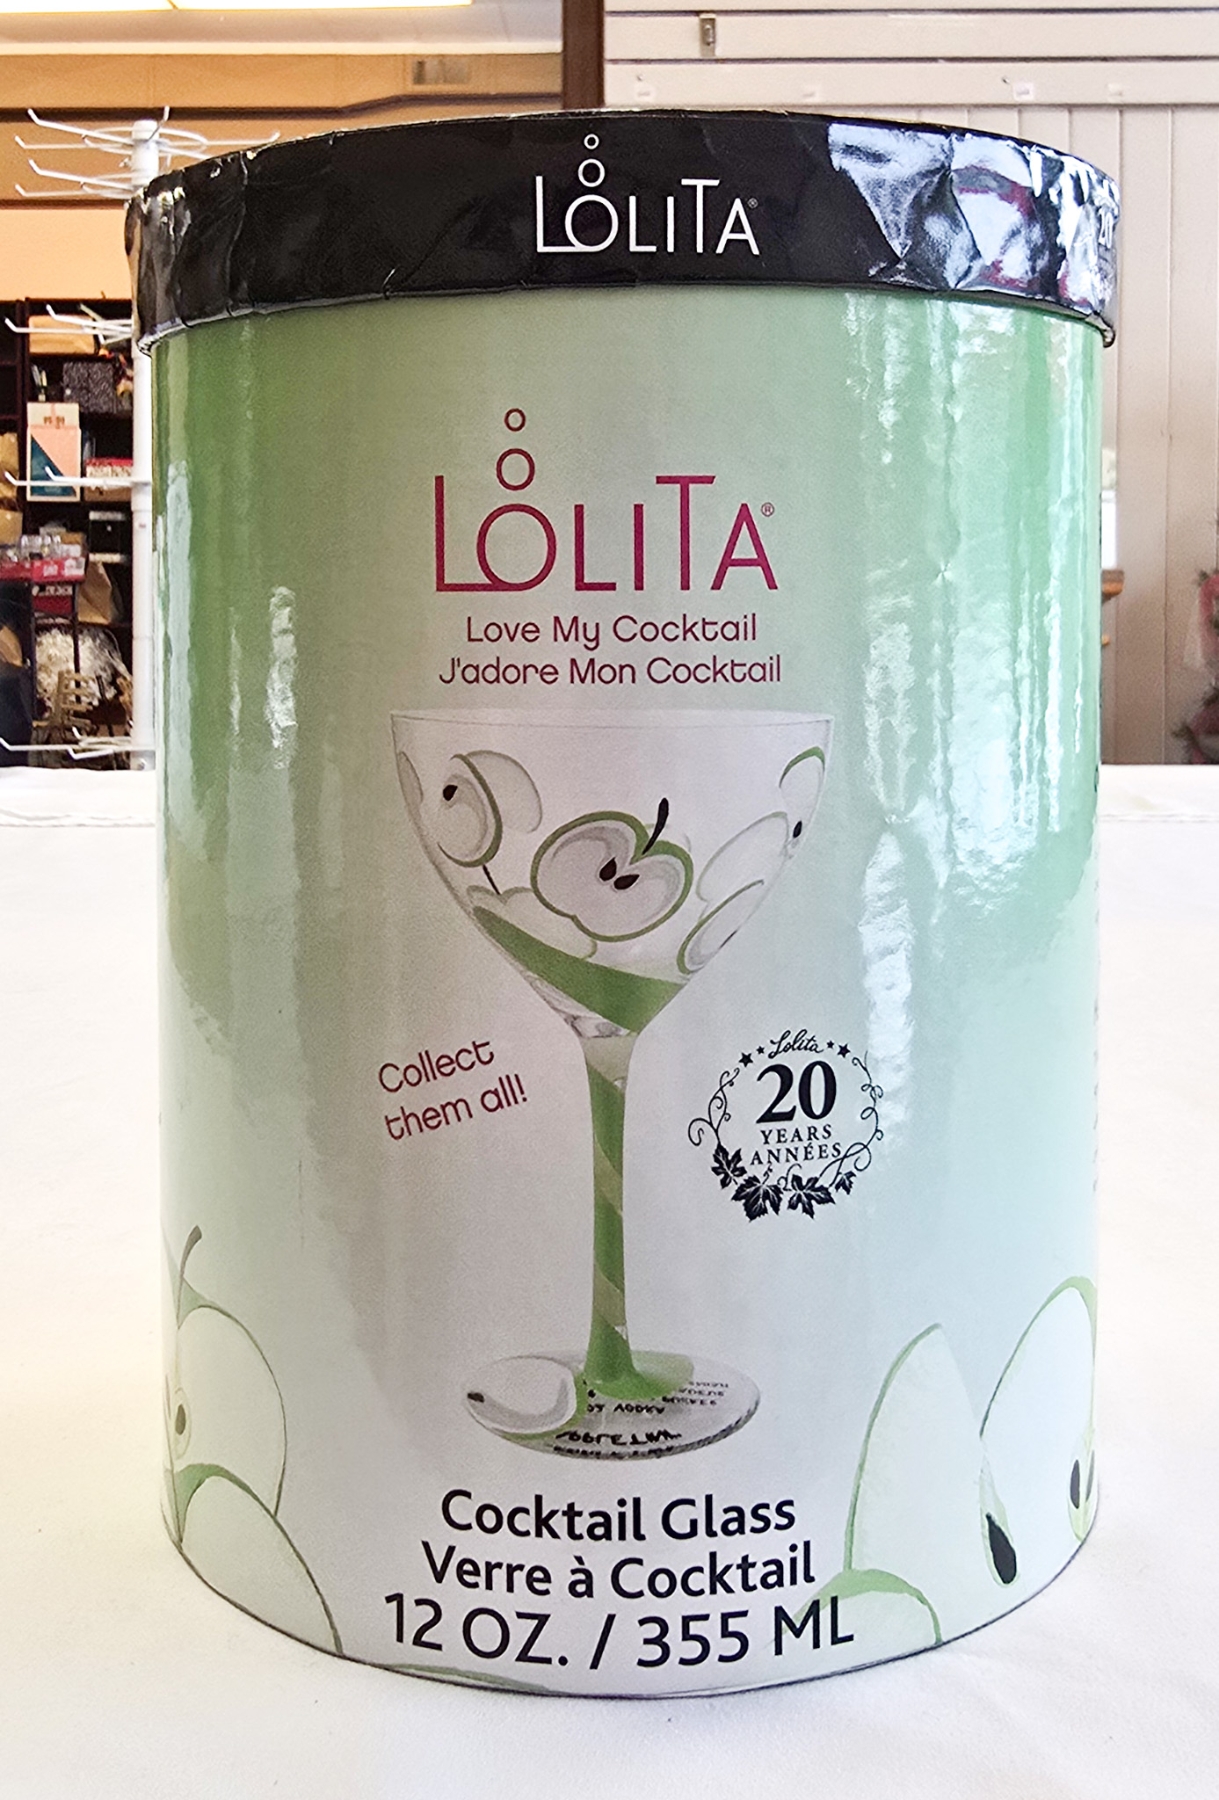 LOLITA®
20
LOLITA®
Love My Cocktail
J'adore Mon Cocktail
Collect
them all!
Lolita
20
YEARS
ANNÉES
Cocktail Glass
Verre à Cocktail
12 OZ. / 355 ML